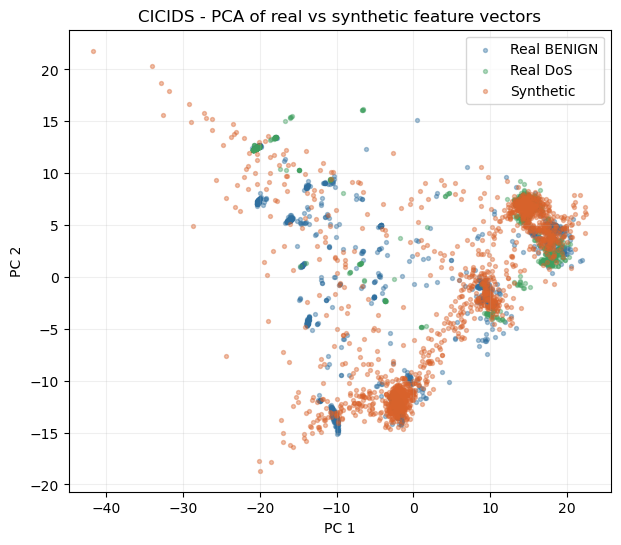 CICIDS - PCA of real vs synthetic feature vectors
Real BENIGN
Real DoS
Synthetic
20
15
10
5
0
−5
−10
−15
−20
PC 2
−40
−30
−20
−10
0
10
20
PC 1